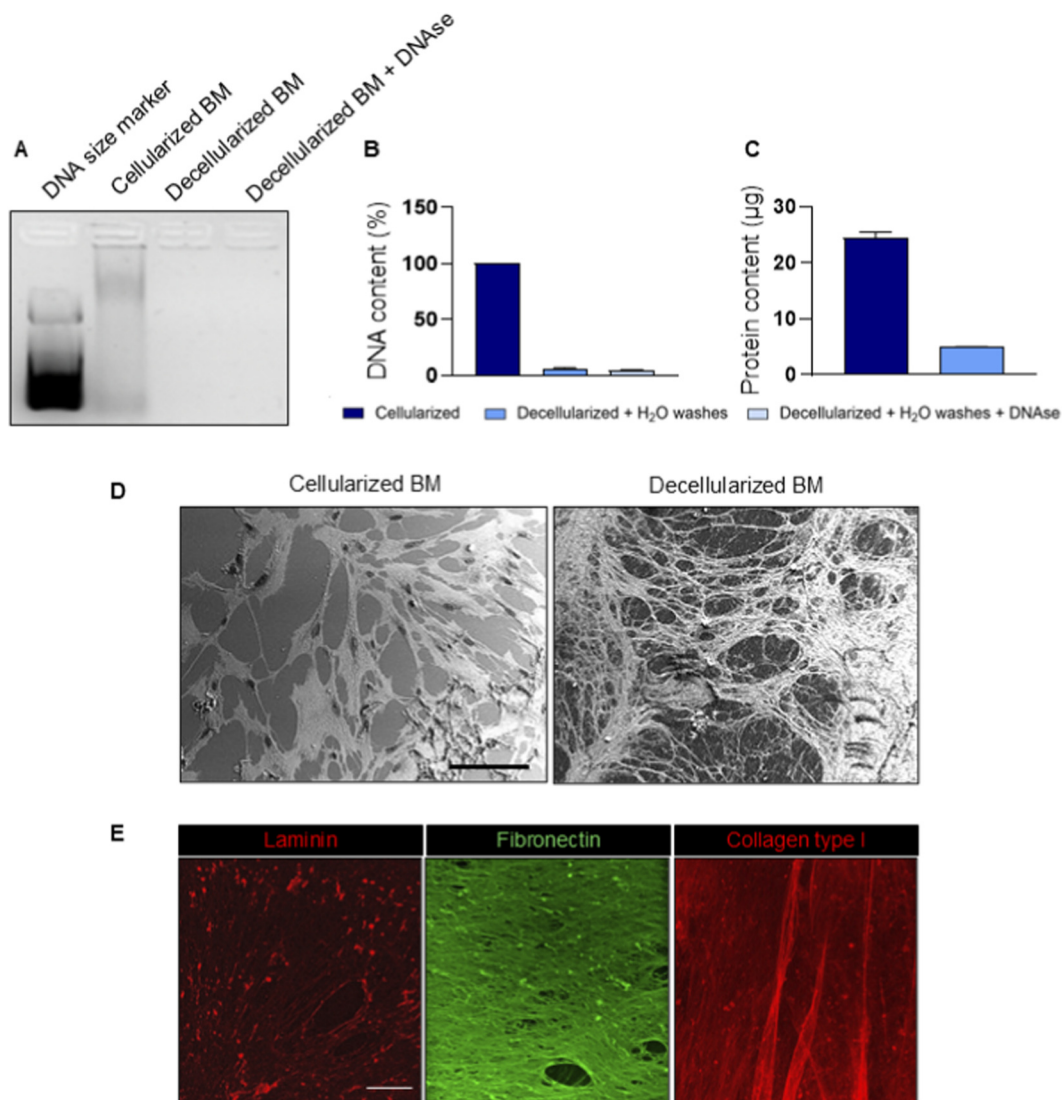 A
DNA size marker
Cellularized BM
Decellularized BM
Decellularized BM + DNAse
B
DNA content (%)
150
100
50
0
C
Protein content (µg)
30
20
10
0
Cellularized
Decellularized + H₂O washes
Decellularized + H₂O washes + DNAse
D
Cellularized BM
Decellularized BM
E
Laminin
Fibronectin
Collagen type I